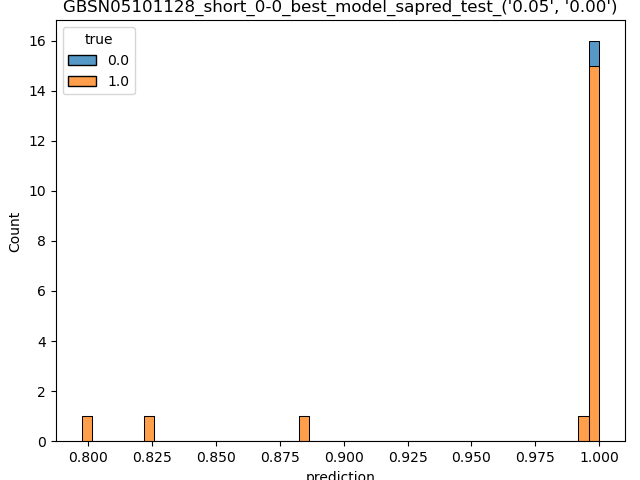 GBSN05101128_short_0-0_best_model_sapred_test_('0.05', '0.00')
true
0.0
1.0
Count
16
14
12
10
8
6
4
2
0
0.800 0.825 0.850 0.875 0.900 0.925 0.950 0.975 1.000
prediction